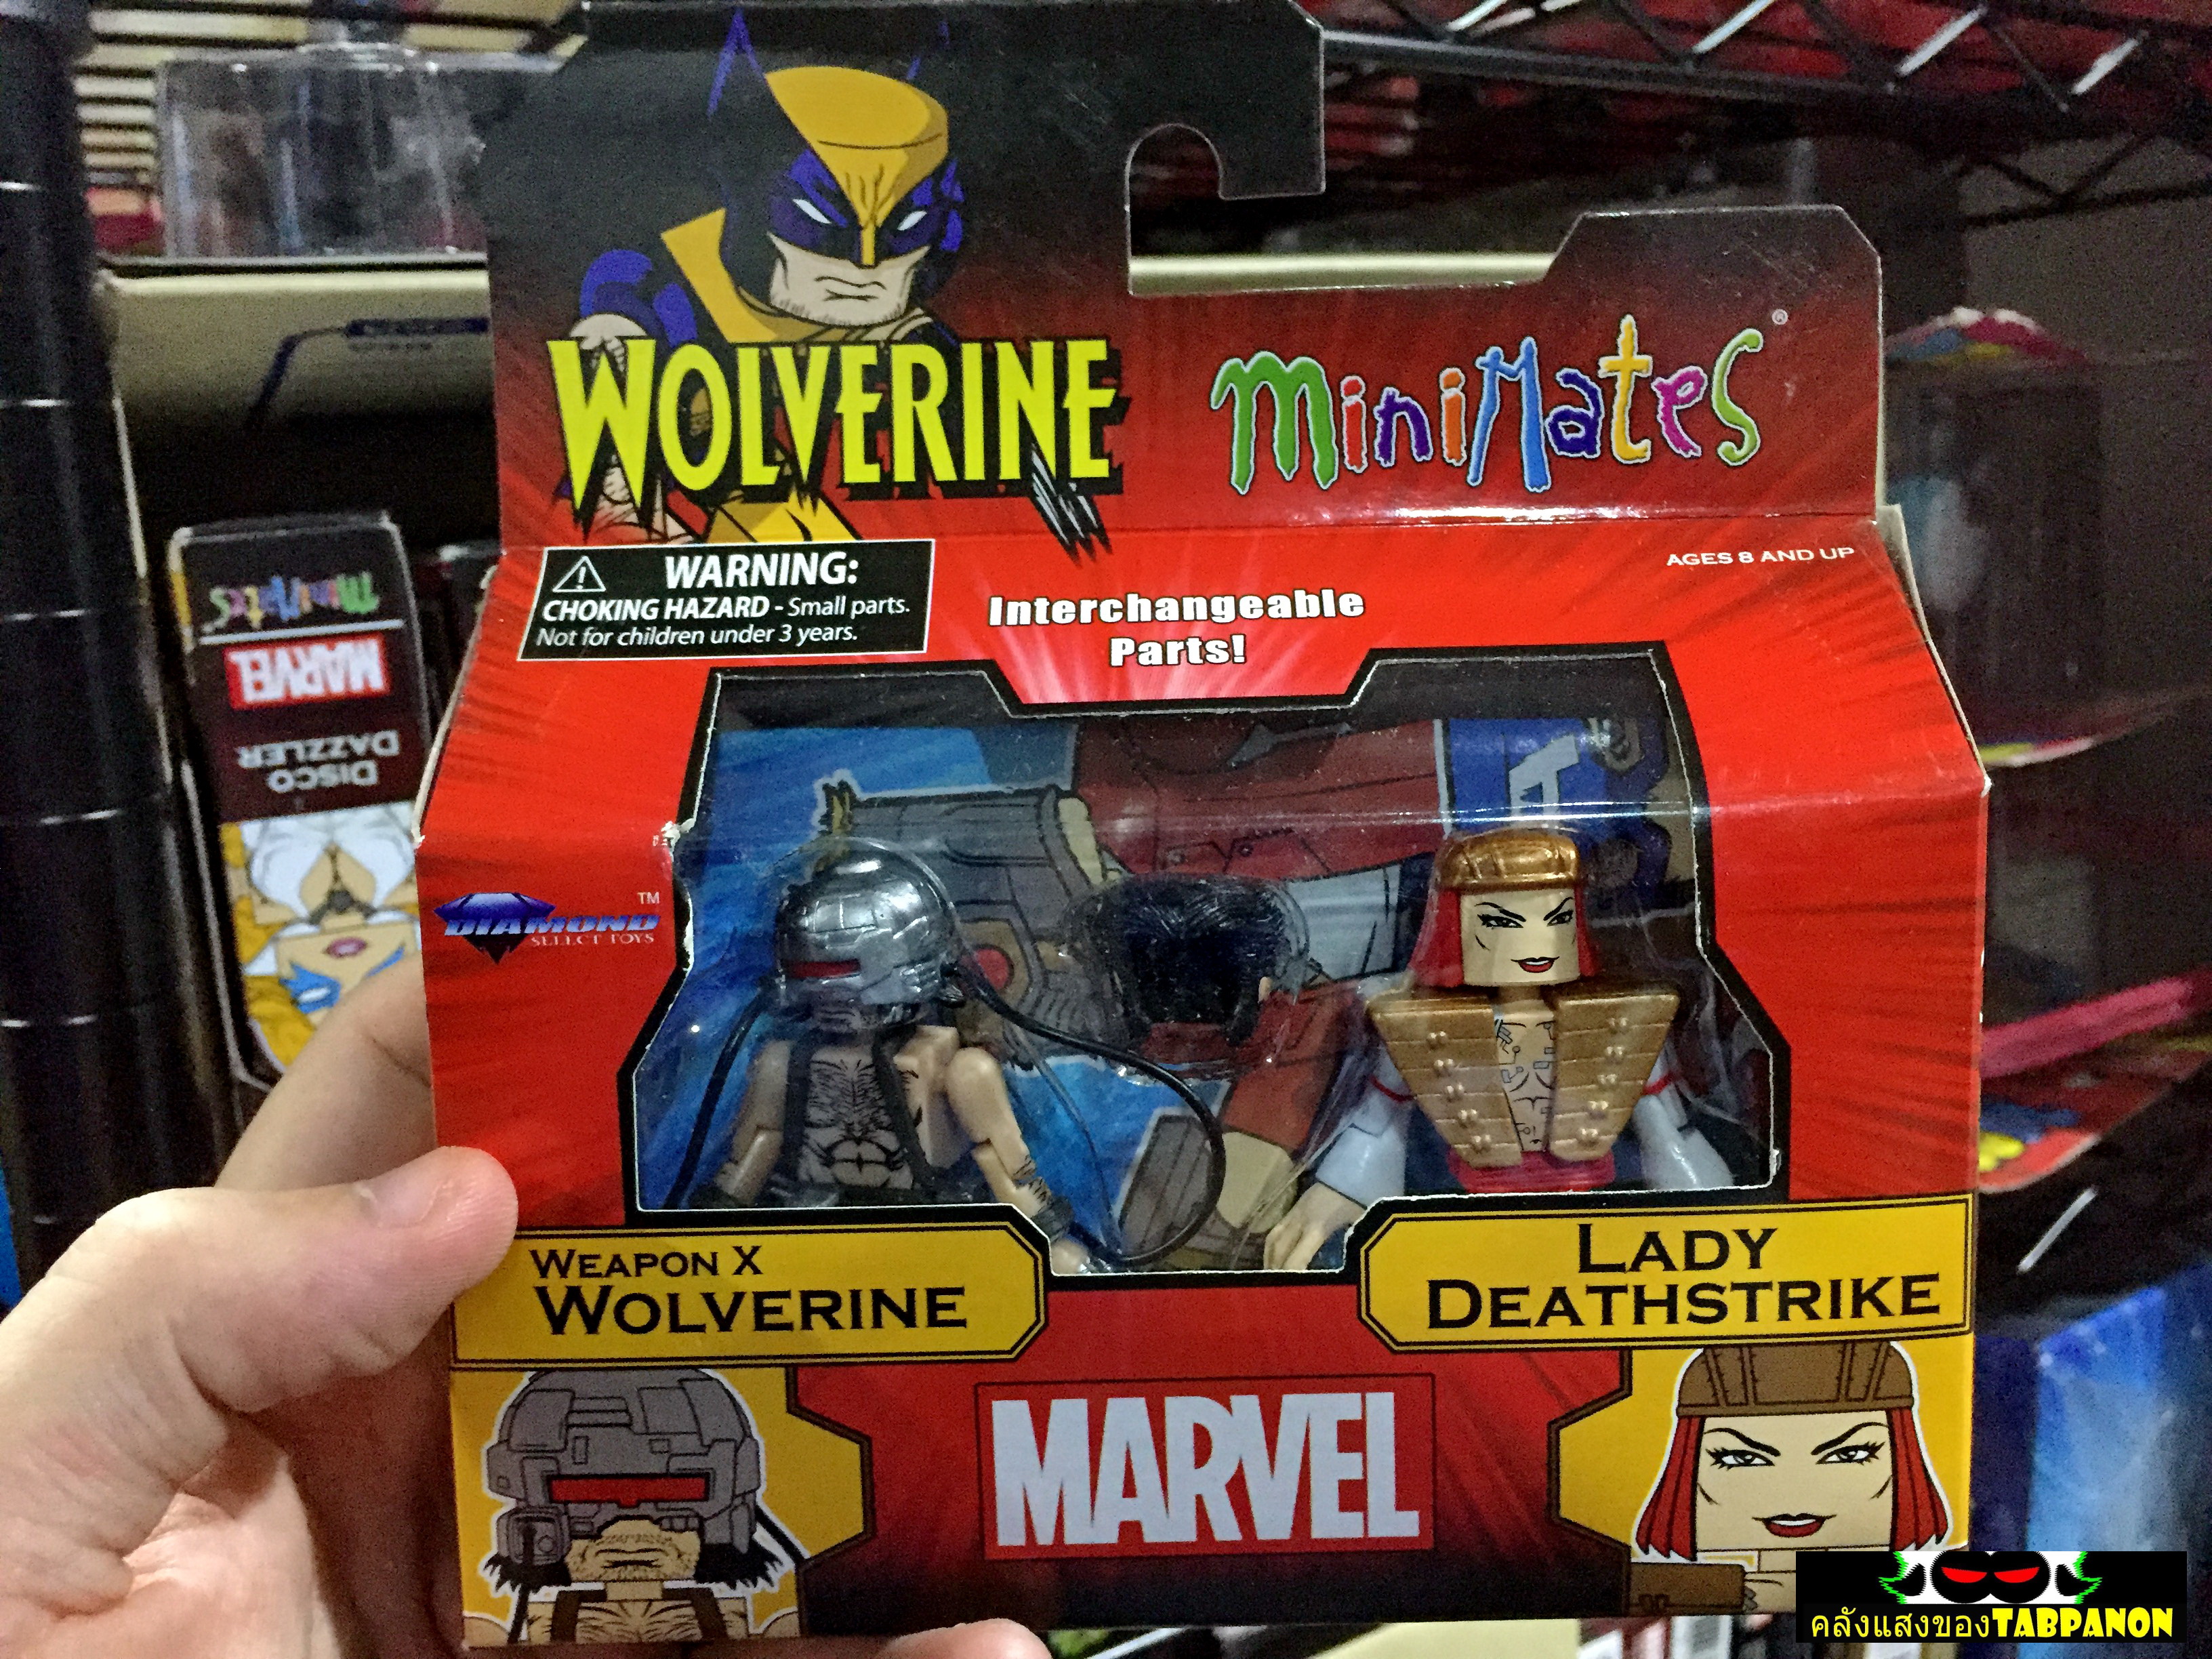 WOLVERINE
miniMates®
WARNING:
CHOKING HAZARD - Small parts.
Not for children under 3 years.
Interchangeable
Parts!
AGES 8 AND UP
MiniMates
MARVEL
DISCO
DAZZLER
DIAMOND™
SELECT TOYS
A
WEAPON X
WOLVERINE
LADY
DEATHSTRIKE
MARVEL
คลังแสงของTABPANON